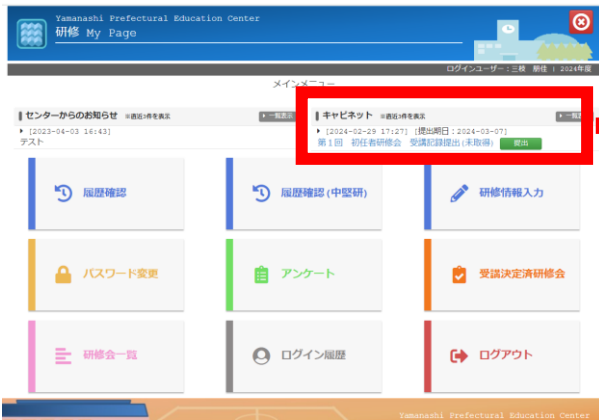 Yamanashi Prefectural Education Center
研修 My Page
ログインユーザー:三枝 朋佳 | 2024年度
メインメニュー
センターからのお知らせ ※直近3件を表示
一覧表示
[2023-04-03 16:43]
テスト
キャビネット ※直近3件を表示
[2024-02-29 17:27] [提出期日:2024-03-07]
第1回 初任者研修会 受講記録提出(未取得)
提出
履歴確認
履歴確認(中堅研)
研修情報入力
パスワード変更
アンケート
受講決定済研修会
研修会一覧
ログイン履歴
ログアウト
Yamanashi Prefectural Education Center